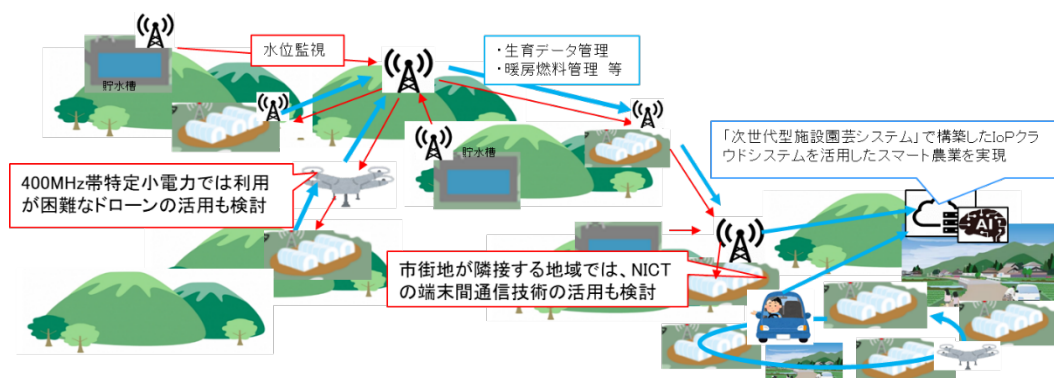 水位監視
・生育データ管理
・暖房燃料管理 等
貯水槽
貯水槽
「次世代型施設園芸システム」で構築したIoPクラ
ウドシステムを活用したスマート農業を実現
400MHz帯特定小電力では利用
が困難なドローンの活用も検討
AI
市街地が隣接する地域では、NICT
の端末間通信技術の活用も検討